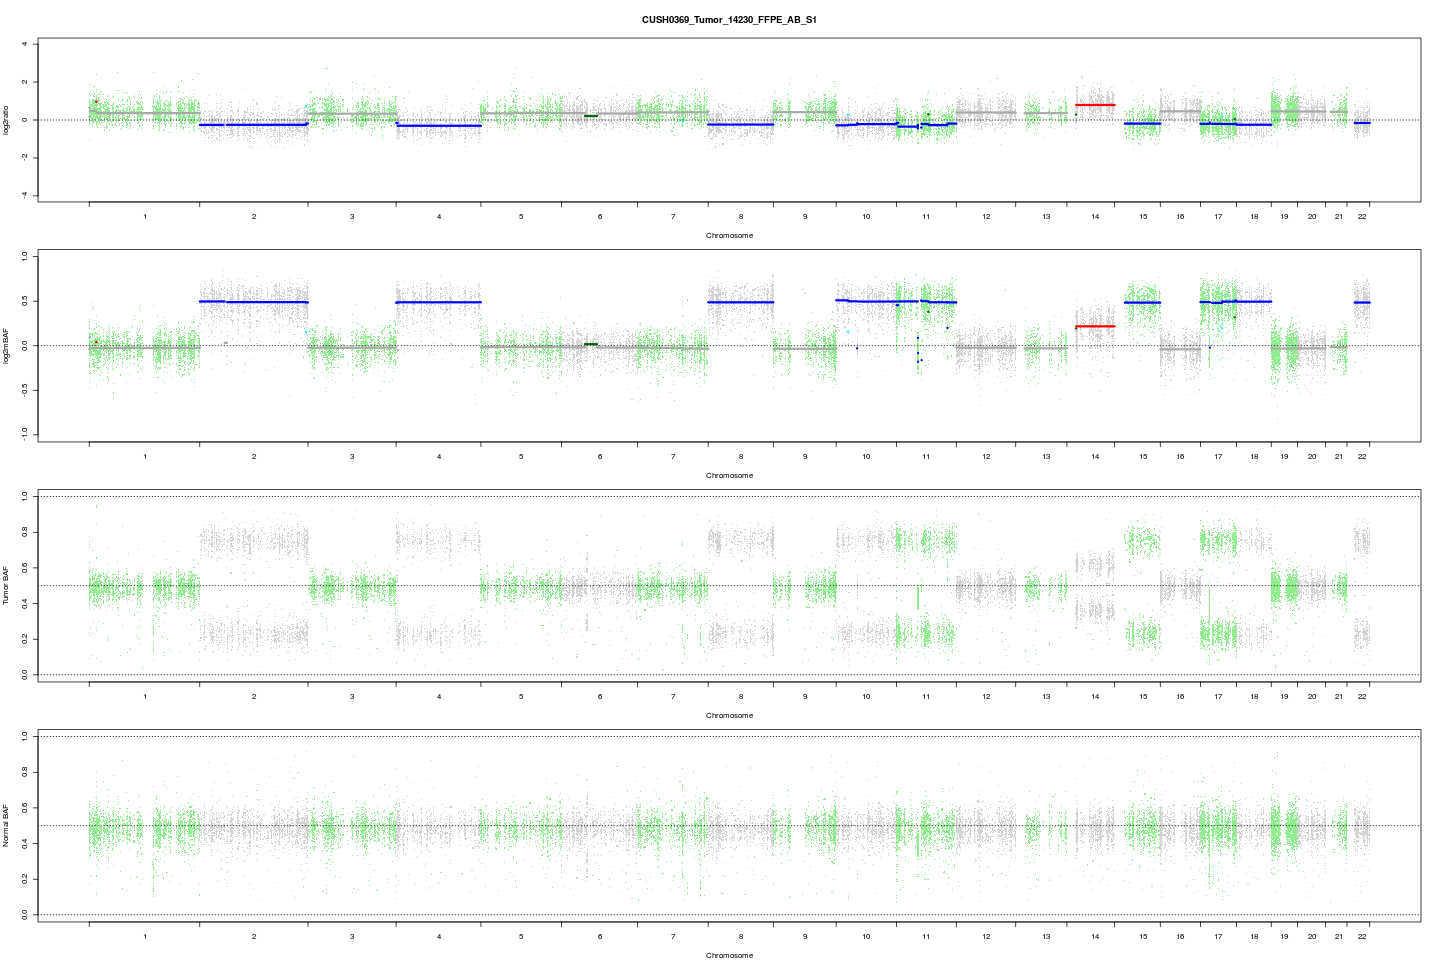 CUSH0369_Tumor_14230_FFPE_AB_S1
4
2
0
-2
-4
log2ratio
1 2 3 4 5 6 7 8 9 10 11 12 13 14 15 16 17 18 19 20 21 22
Chromosome
1.0
0.5
0.0
-0.5
-1.0
log2mBAF
1 2 3 4 5 6 7 8 9 10 11 12 13 14 15 16 17 18 19 20 21 22
Chromosome
1.0
0.8
0.6
0.4
0.2
0.0
Tumor BAF
1 2 3 4 5 6 7 8 9 10 11 12 13 14 15 16 17 18 19 20 21 22
Chromosome
1.0
0.8
0.6
0.4
0.2
0.0
Normal BAF
1 2 3 4 5 6 7 8 9 10 11 12 13 14 15 16 17 18 19 20 21 22
Chromosome